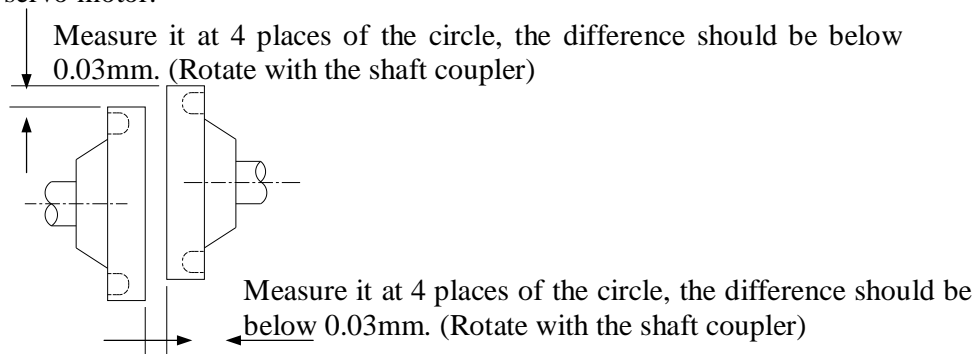 servo motor.
Measure it at 4 places of the circle, the difference should be below
0.03mm. (Rotate with the shaft coupler)
Measure it at 4 places of the circle, the difference should be
below 0.03mm. (Rotate with the shaft coupler)